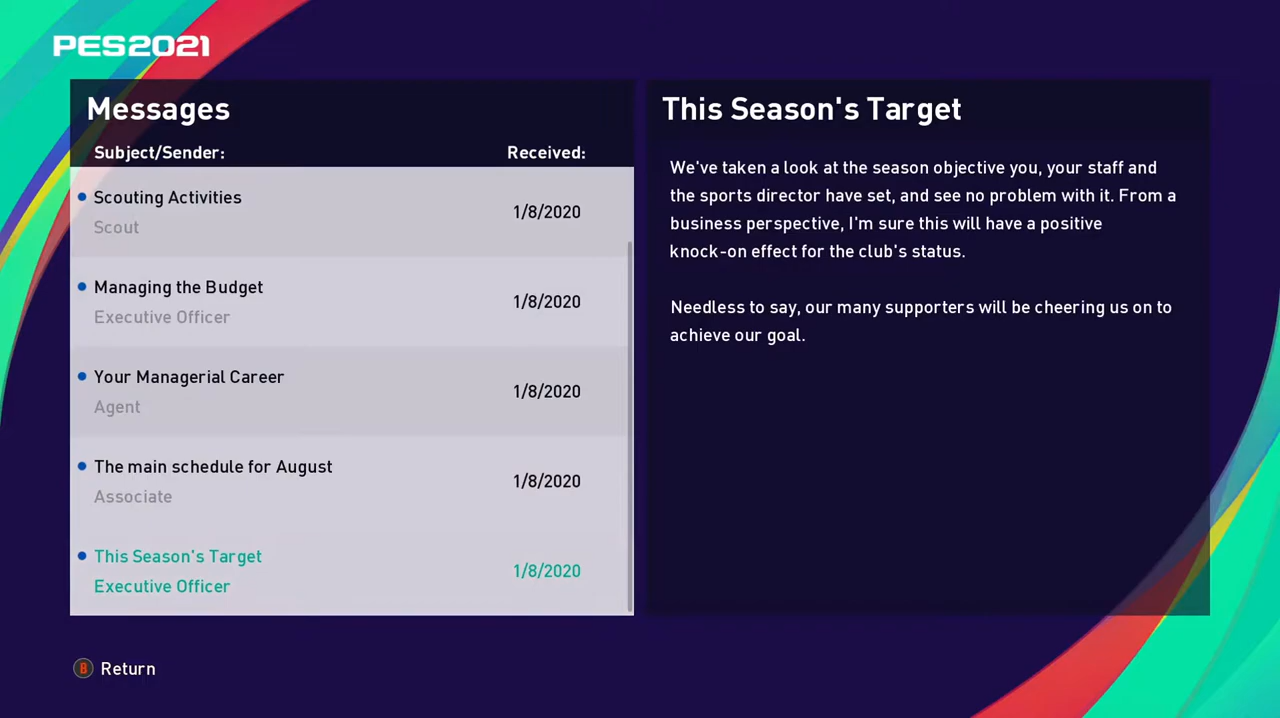 PES2021
Messages
Subject/Sender:
Received:
Scouting Activities
Scout
1/8/2020
Managing the Budget
Executive Officer
1/8/2020
Your Managerial Career
Agent
1/8/2020
The main schedule for August
Associate
1/8/2020
This Season's Target
Executive Officer
1/8/2020
This Season's Target
We've taken a look at the season objective you, your staff and
the sports director have set, and see no problem with it. From a
business perspective, I'm sure this will have a positive
knock-on effect for the club's status.
Needless to say, our many supporters will be cheering us on to
achieve our goal.
B Return